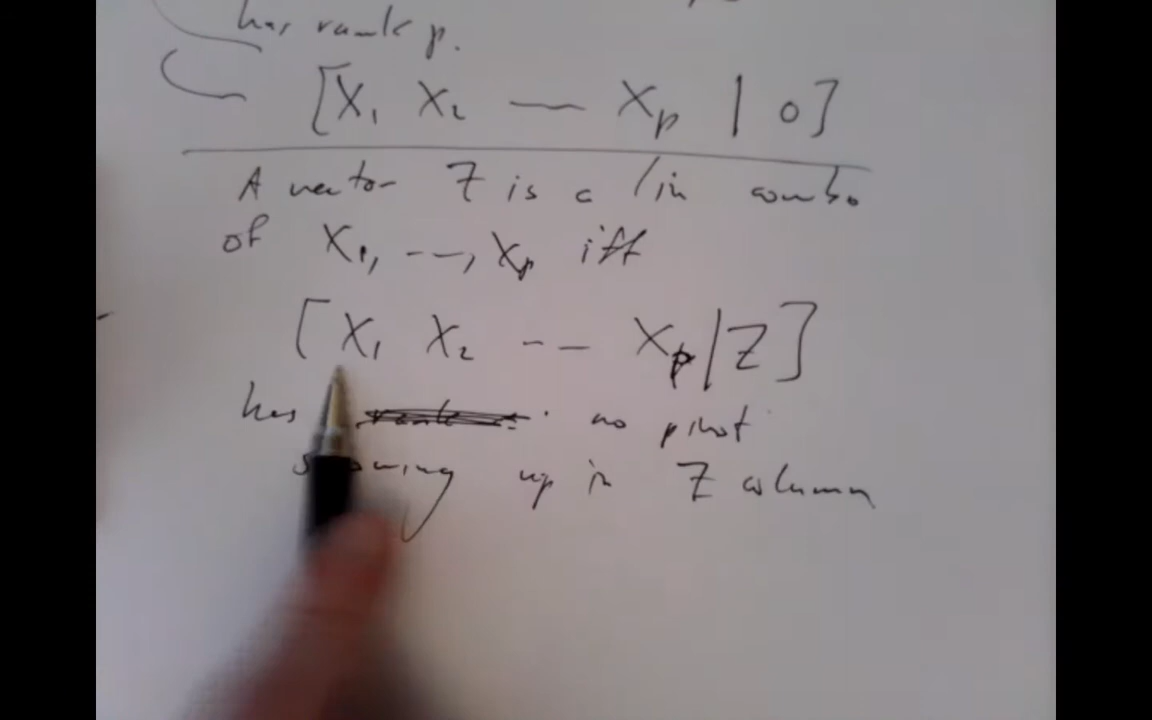 has rank p.
[X₁ X₂ — Xₚ | 0]
A vector Z is a lin combo
of X₁, --, Xₚ iff
[X₁ X₂ -- Xₚ | Z]
has no pivot
showing up in Z column